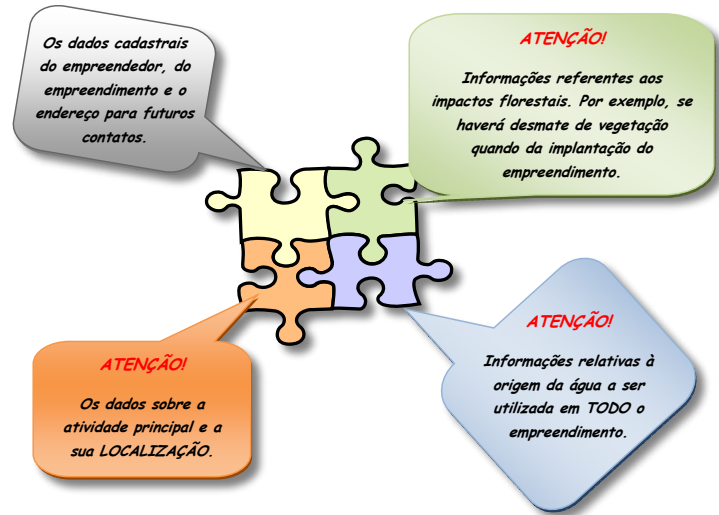 Os dados cadastrais
do empreendedor, do
empreendimento e o
endereço para futuros
contatos.
ATENÇÃO!
Informações referentes aos
impactos florestais. Por exemplo, se
haverá desmate de vegetação
quando da implantação do
empreendimento.
ATENÇÃO!
Os dados sobre a
atividade principal e a
sua LOCALIZAÇÃO.
ATENÇÃO!
Informações relativas à
origem da água a ser
utilizada em TODO o
empreendimento.